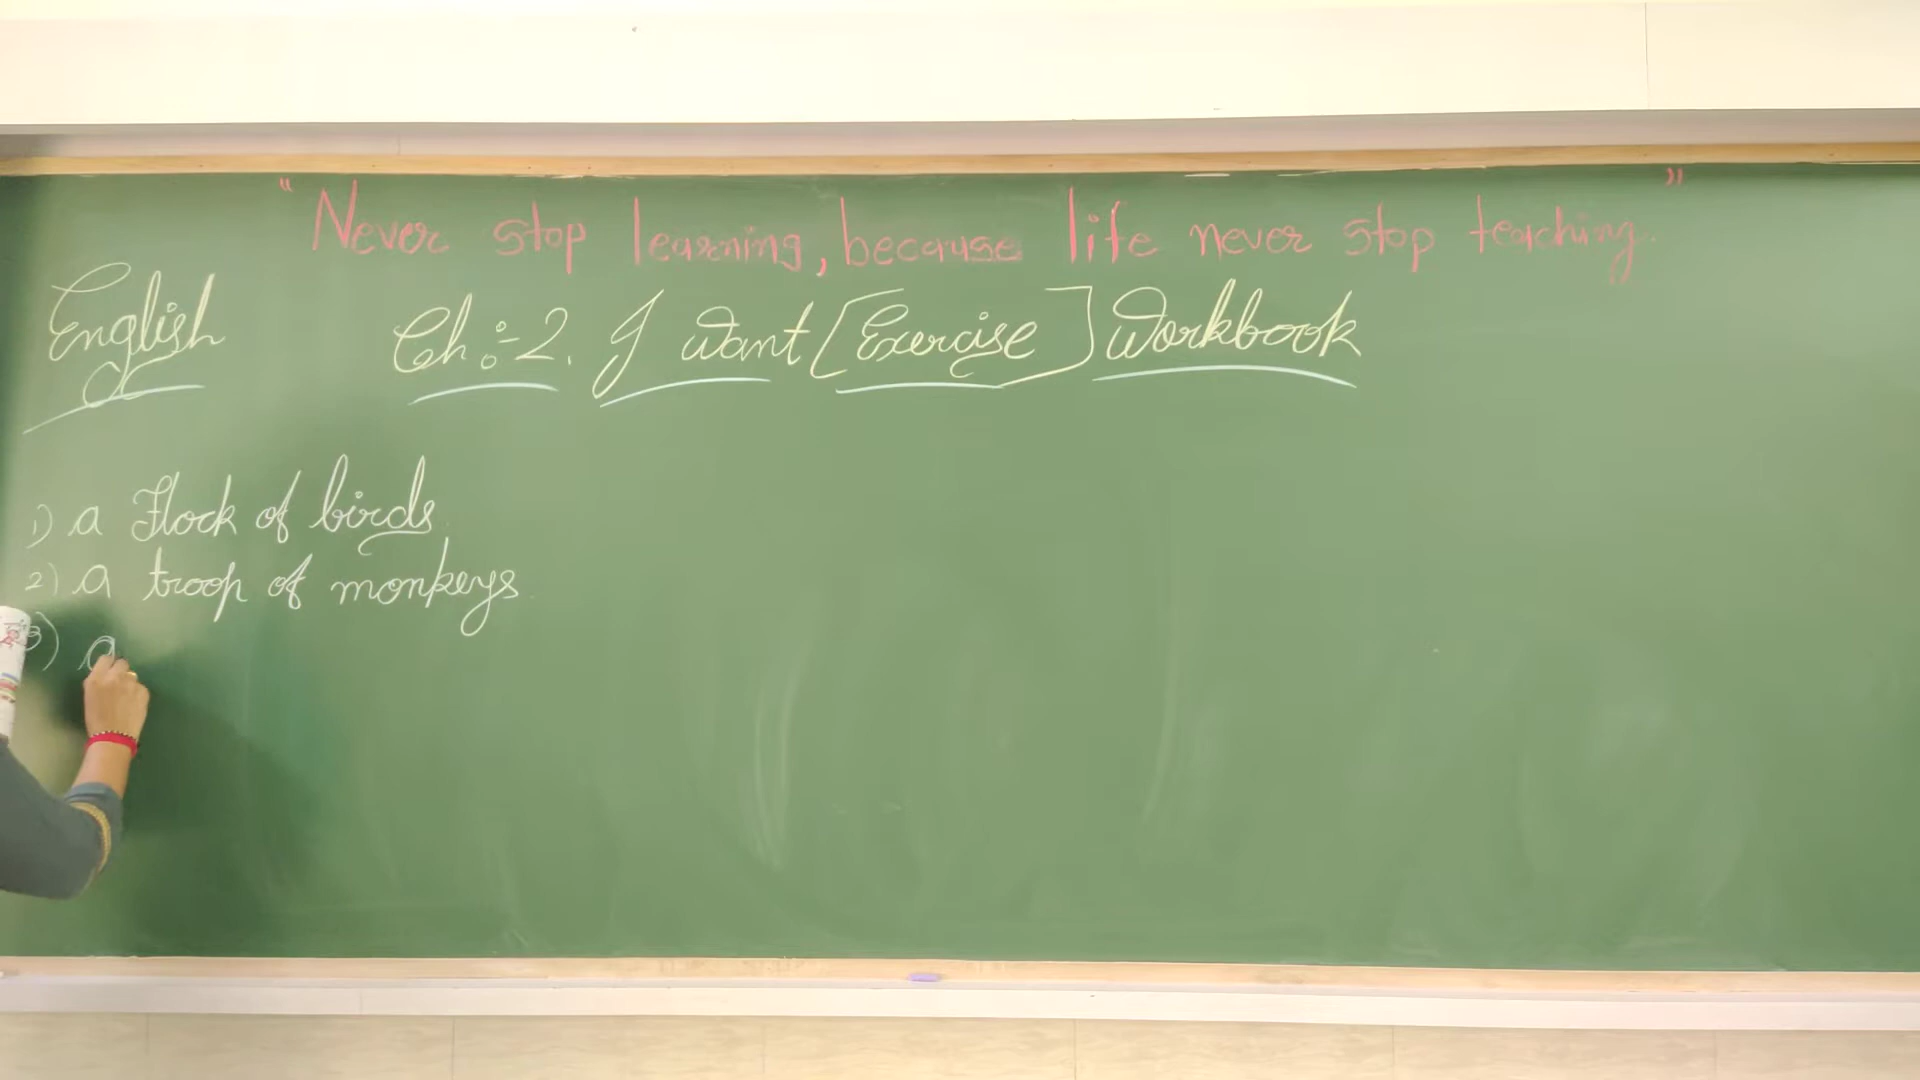 "Never stop learning, because life never stop teaching."
English
Ch:-2. I Want [Exercise] Workbook
1) a Flock of birds
2) a troop of monkeys.
3) a